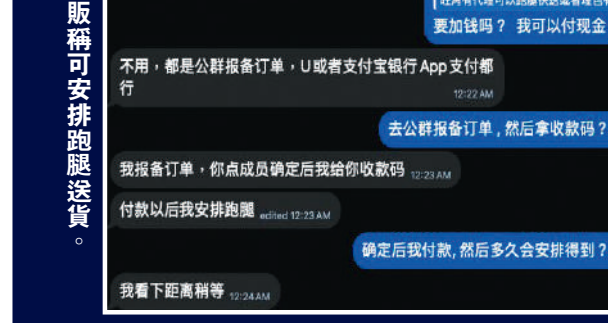 販稱可安排跑腿送貨。
要加钱吗？ 我可以付现金
不用，都是公群报备订单，U或者支付宝银行App支付都
行
12:22 AM
去公群报备订单，然后拿收款码？
我报备订单，你点成员确定后我给你收款码 12:23 AM
付款以后我安排跑腿 edited 12:23 AM
确定后我付款，然后多久会安排得到？
我看下距离稍等 12:24 AM